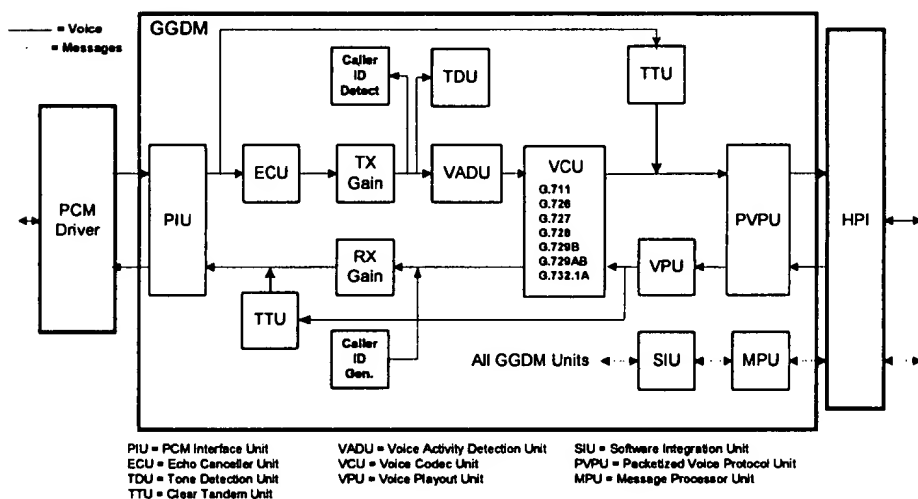 ——— = Voice
GGDM
·· = Messages
Caller
ID
Detect
TDU
TTU
PCM
Driver
PIU
ECU
TX
Gain
VADU
VCU
G.711
G.726
G.727
G.728
G.729B
G.729AB
G.732.1A
PVPU
HPI
RX
Gain
VPU
TTU
Caller
ID
Gen.
All GGDM Units
SIU
MPU
PIU = PCM Interface Unit
ECU = Echo Canceller Unit
TDU = Tone Detection Unit
TTU = Clear Tandem Unit
VADU = Voice Activity Detection Unit
VCU = Voice Codec Unit
VPU = Voice Playout Unit
SIU = Software Integration Unit
PVPU = Packetized Voice Protocol Unit
MPU = Message Processor Unit